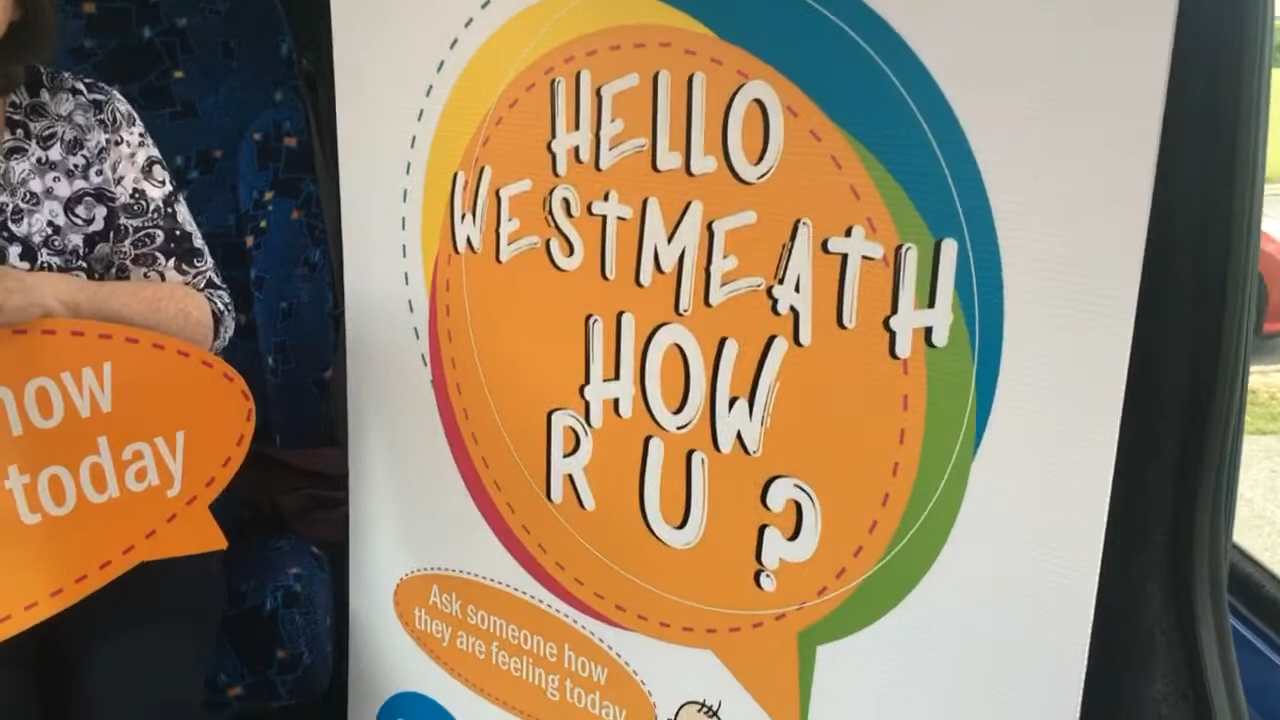 HELLO
WESTMEATH
HOW
R U ?
Ask someone how
they are feeling today
how
today